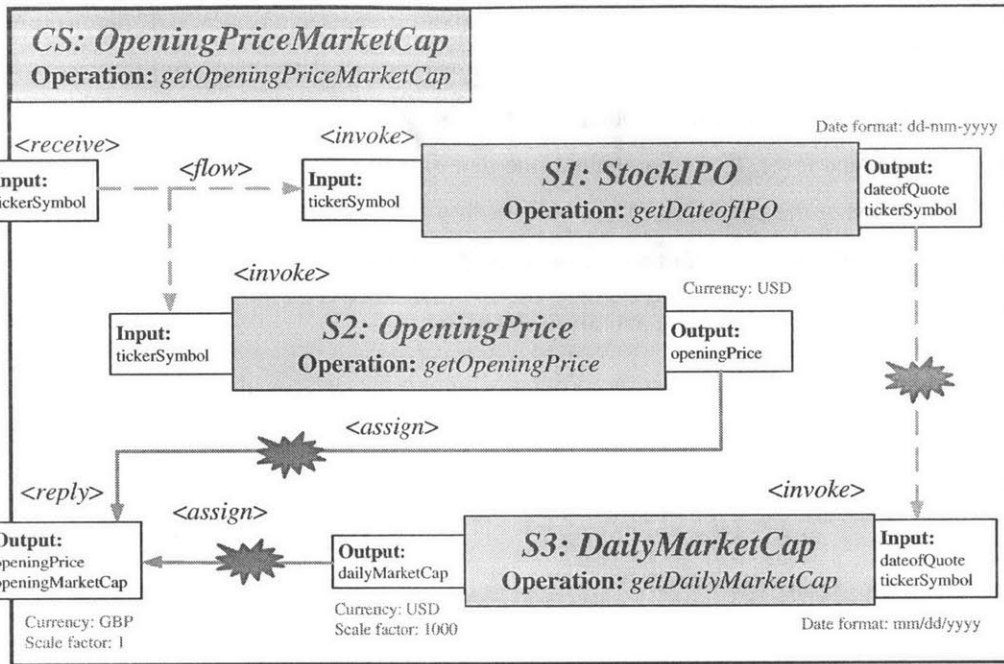 CS: OpeningPriceMarketCap
Operation: getOpeningPriceMarketCap
<receive>
<flow>
<invoke>
Date format: dd-mm-yyyy
Input:
tickerSymbol
Input:
tickerSymbol
S1: StockIPO
Operation: getDateofIPO
Output:
dateofQuote
tickerSymbol
<invoke>
Currency: USD
Input:
tickerSymbol
S2: OpeningPrice
Operation: getOpeningPrice
Output:
openingPrice
<assign>
<reply>
<assign>
<invoke>
Output:
openingPrice
openingMarketCap
Output:
dailyMarketCap
S3: DailyMarketCap
Operation: getDailyMarketCap
Input:
dateofQuote
tickerSymbol
Currency: GBP
Scale factor: 1
Currency: USD
Scale factor: 1000
Date format: mm/dd/yyyy